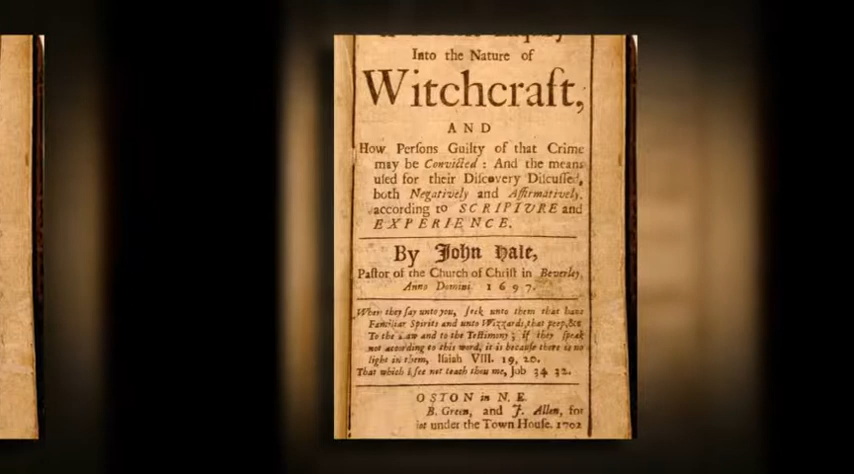 Into the Nature of
Witchcraft,
AND
How Perſons Guilty of that Crime
may be Convicted : And the means
uſed for their Diſcovery Diſcuſſed,
both Negatively and Affirmatively,
according to SCRIPTURE and
EXPERIENCE.
By John Hale,
Paſtor of the Church of Chriſt in Beverley,
Anno Domini 1697.
When they ſay unto you, ſeek unto them that have
Familiar Spirits and unto Wizzards, that peep, &c
To the Law and to the Teſtimony ; if they ſpeak
not according to this word, it is becauſe there is no
light in them, Iſaiah VIII. 19, 20.
That which I ſee not teach thou me, Job 34 32.
OSTON in N. E.
B. Green, and J. Allen, for
under the Town Houſe. 1702